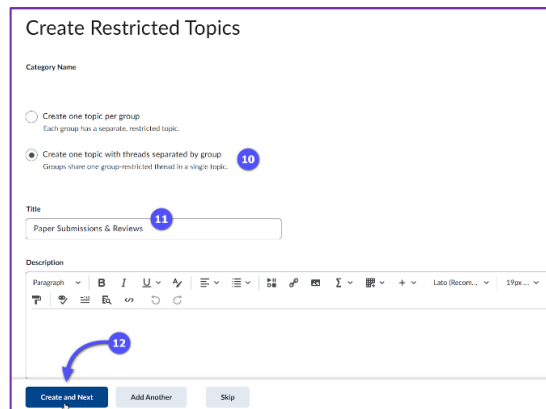 Create Restricted Topics
Category Name
Create one topic per group
Each group has a separate, restricted topic.
Create one topic with threads separated by group
Groups share one group-restricted thread in a single topic.
10
Title
11
Paper Submissions & Reviews
Description
Paragraph B I U A Σ + Lato (Recom... 19px ...
12
Create and Next Add Another Skip